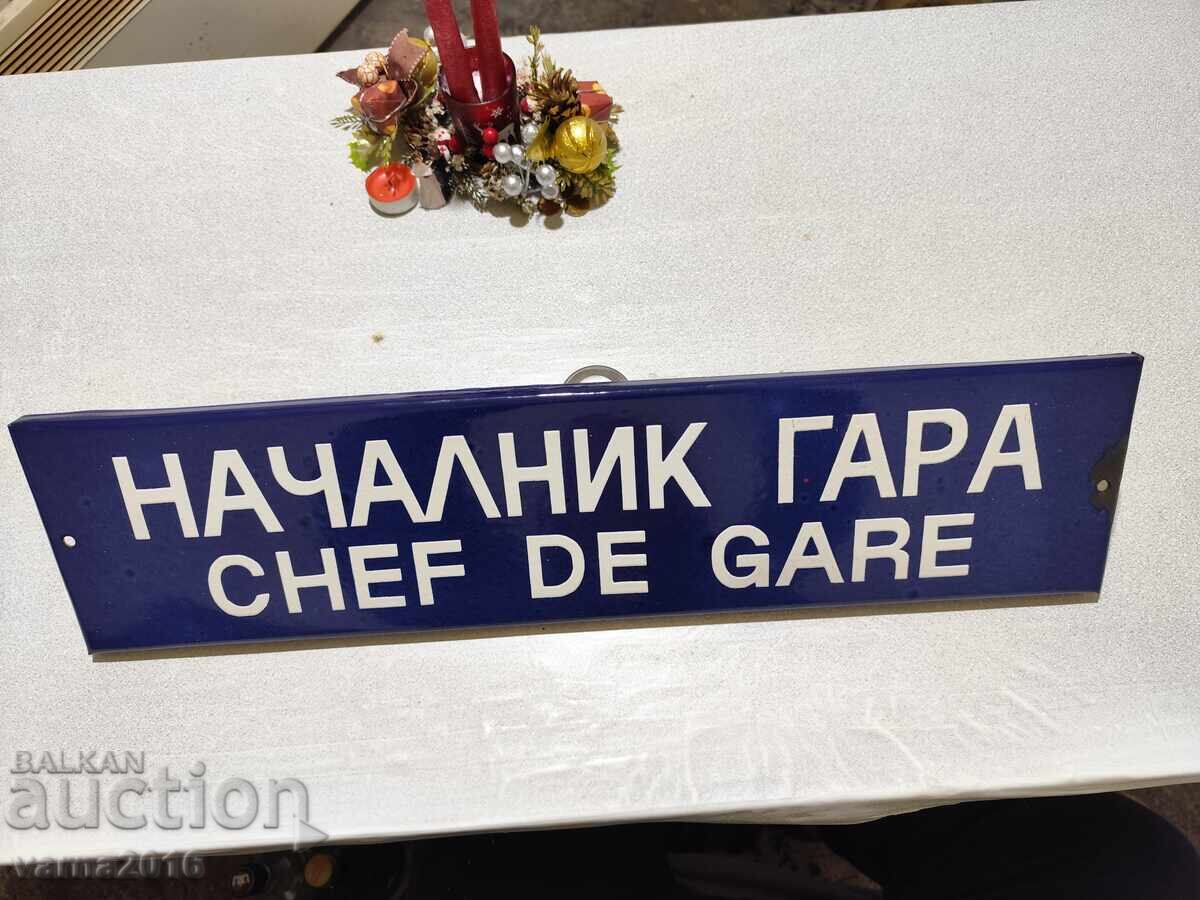 НАЧАЛНИК ГАРА
CHEF DE GARE
BALKAN
auction
varna2016